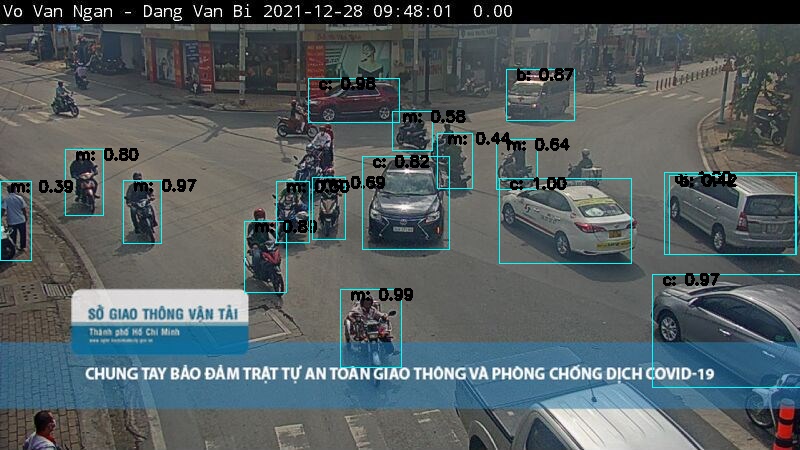 Vo Van Ngan - Dang Van Bi 2021-12-28 09:48:01 0.00
c: 0.98
b: 0.87
m: 0.58
m: 0.44
m: 0.64
m: 0.80
c: 0.82
m: 0.39
m: 0.97
0.69
c: 1.00
c: 0.97
m: 0.99
SỞ GIAO THÔNG VẬN TẢI
Thành phố Hồ Chí Minh
CHUNG TAY BẢO ĐẢM TRẬT TỰ AN TOÀN GIAO THÔNG VÀ PHÒNG CHỐNG DỊCH COVID-19